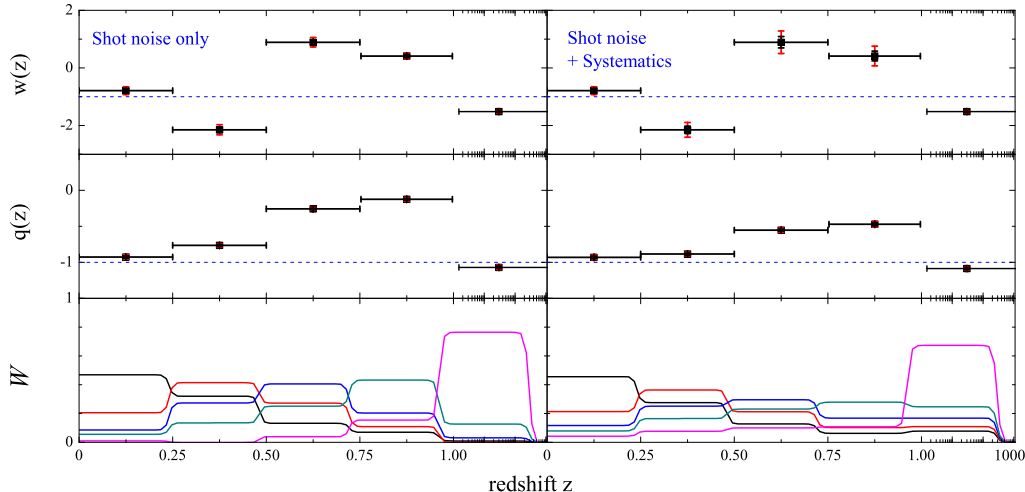 2
0
-2
w(z)
Shot noise only
Shot noise
+ Systematics
0
-1
q(z)
1
0
W
0 0.25 0.50 0.75 1.00 0 0.25 0.50 0.75 1.00 1000
redshift z